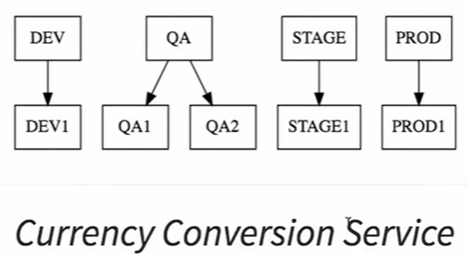 DEV QA STAGE PROD
DEV1 QA1 QA2 STAGE1 PROD1
Currency Conversion Service